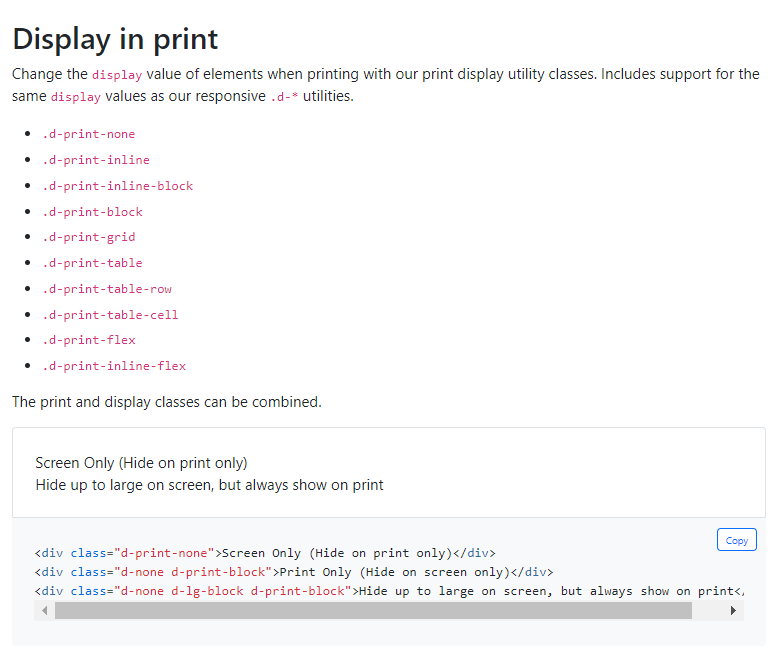 Display in print
Change the display value of elements when printing with our print display utility classes. Includes support for the
same display values as our responsive .d-* utilities.
.d-print-none
.d-print-inline
.d-print-inline-block
.d-print-block
.d-print-grid
.d-print-table
.d-print-table-row
.d-print-table-cell
.d-print-flex
.d-print-inline-flex
The print and display classes can be combined.
Screen Only (Hide on print only)
Hide up to large on screen, but always show on print
Copy
<div class="d-print-none">Screen Only (Hide on print only)</div>
<div class="d-none d-print-block">Print Only (Hide on screen only)</div>
<div class="d-none d-lg-block d-print-block">Hide up to large on screen, but always show on print<